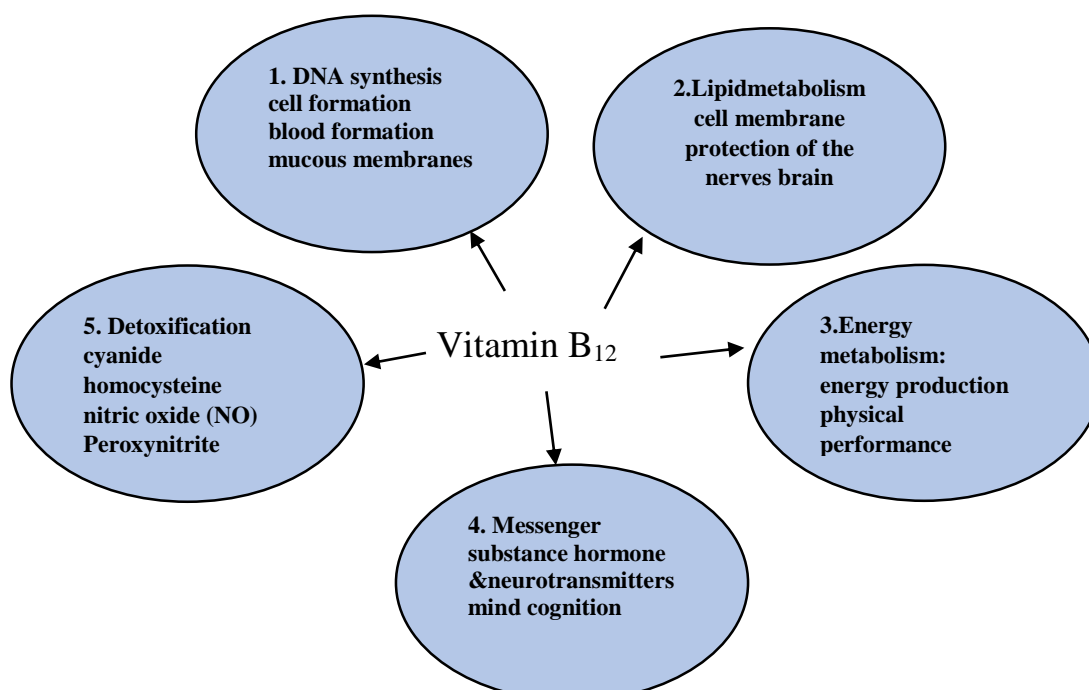 1. DNA synthesis
cell formation
blood formation
mucous membranes
2.Lipidmetabolism
cell membrane
protection of the
nerves brain
Vitamin B₁₂
3.Energy
metabolism:
energy production
physical
performance
4. Messenger
substance hormone
&neurotransmitters
mind cognition
5. Detoxification
cyanide
homocysteine
nitric oxide (NO)
Peroxynitrite